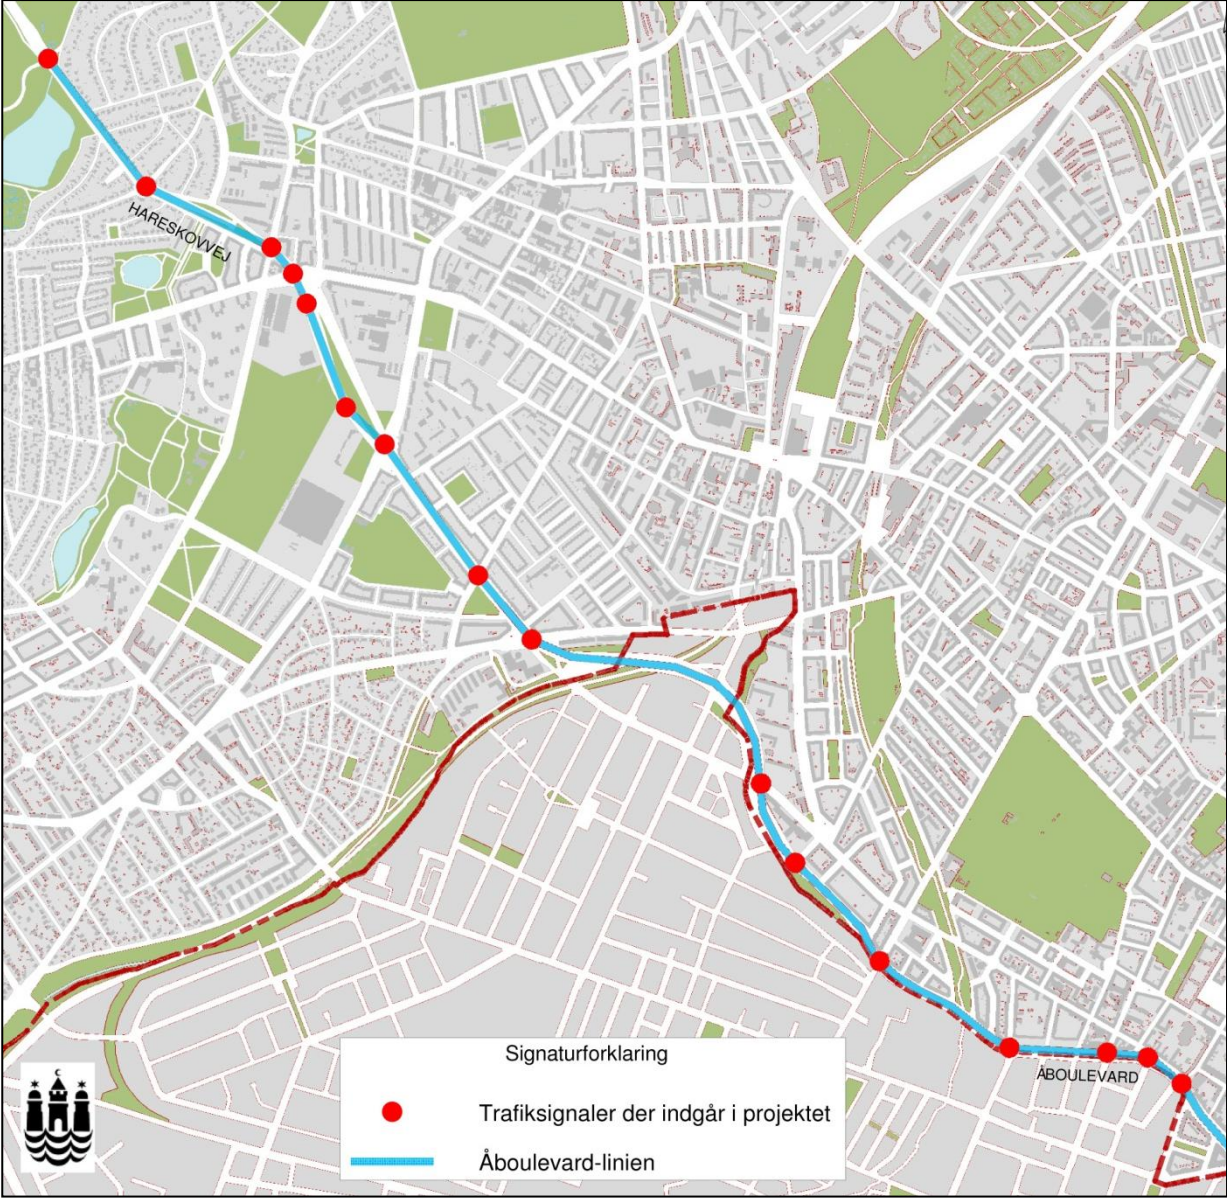 HARESKOVVEJ
ÅBOULEVARD
Signaturforklaring
Trafiksignaler der indgår i projektet
Åboulevard-linien